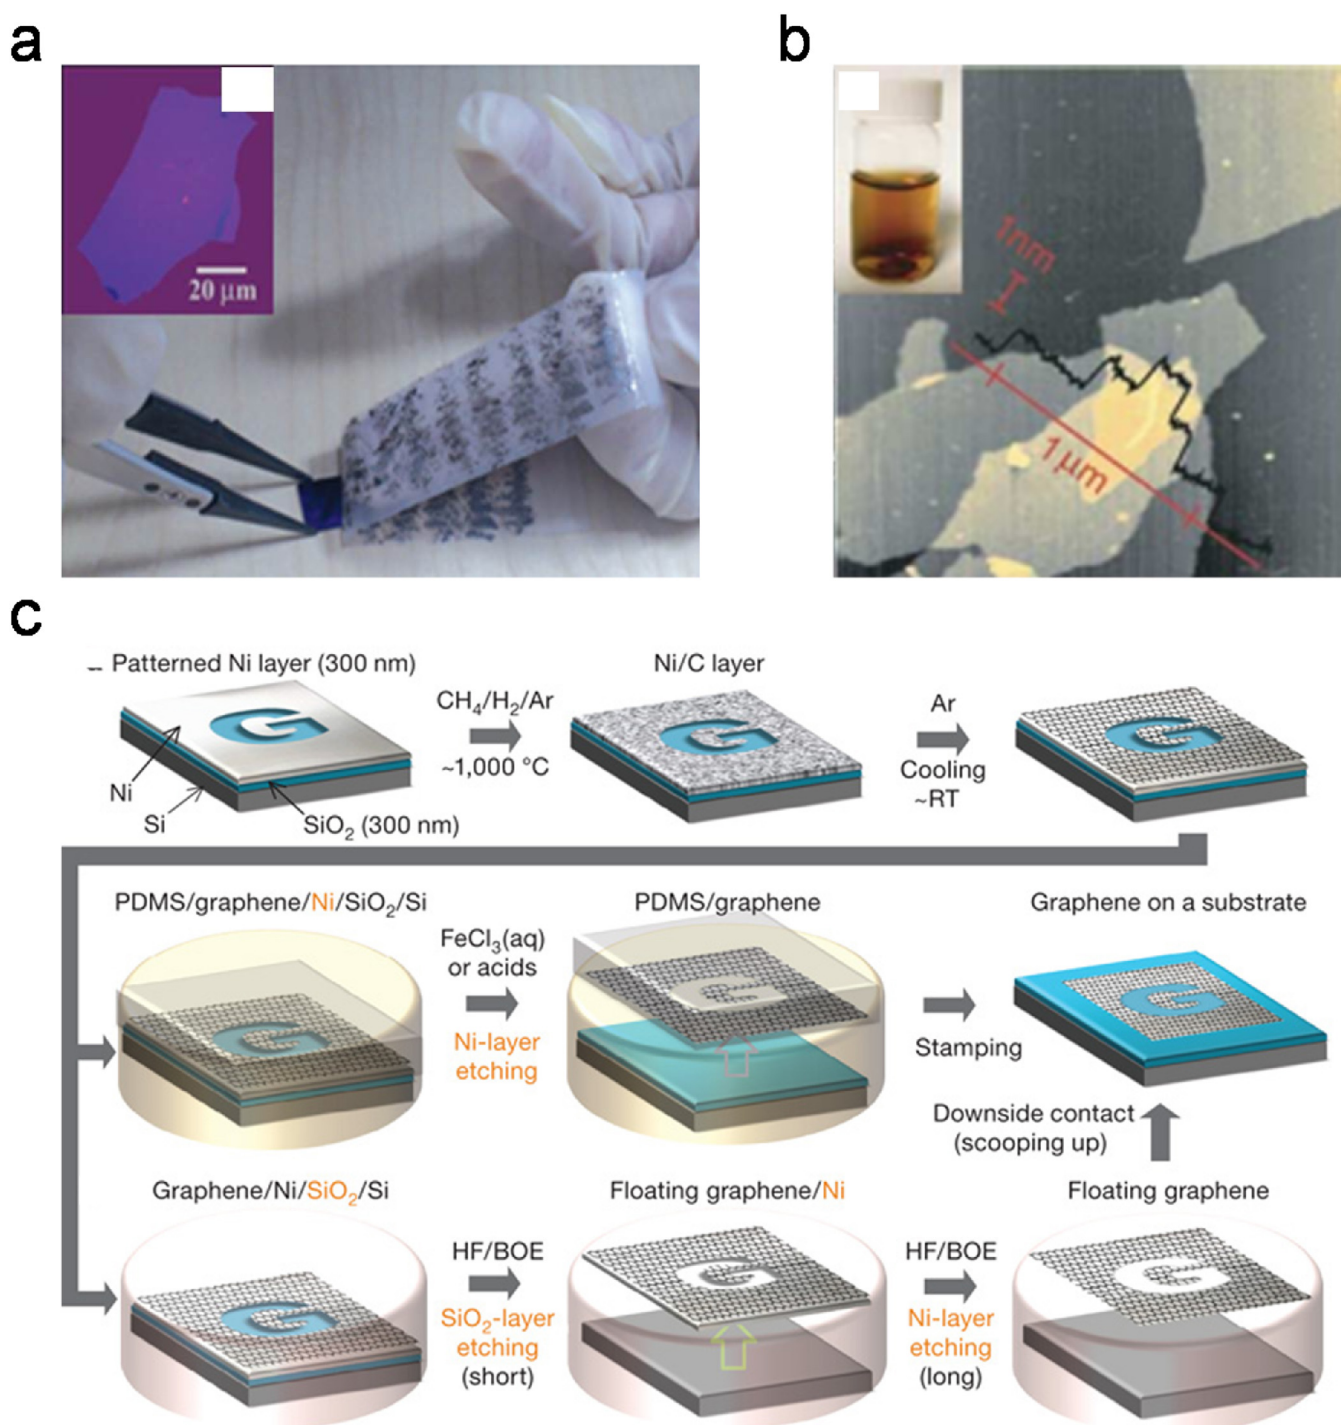 a
b
20 μm
1nm
1μm
c
Patterned Ni layer (300 nm)
Ni/C layer
CH₄/H₂/Ar
~1,000 °C
Ar
Cooling
~RT
Ni
Si
SiO₂ (300 nm)
PDMS/graphene/Ni/SiO₂/Si
PDMS/graphene
Graphene on a substrate
FeCl₃(aq)
or acids
Ni-layer
etching
Stamping
Downside contact
(scooping up)
Graphene/Ni/SiO₂/Si
Floating graphene/Ni
Floating graphene
HF/BOE
SiO₂-layer
etching
(short)
HF/BOE
Ni-layer
etching
(long)